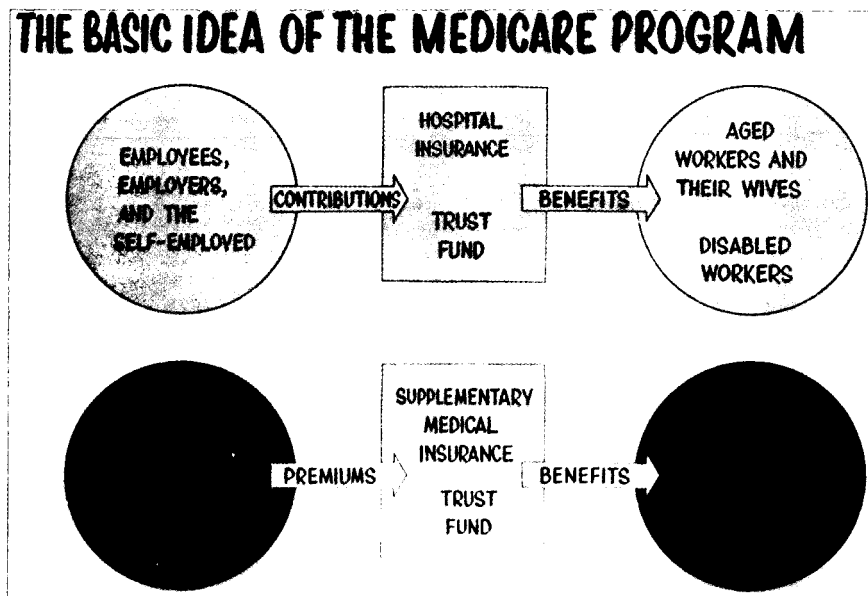 THE BASIC IDEA OF THE MEDICARE PROGRAM
EMPLOYEES,
EMPLOYERS,
AND THE
SELF-EMPLOYED
CONTRIBUTIONS
HOSPITAL
INSURANCE
TRUST
FUND
BENEFITS
AGED
WORKERS AND
THEIR WIVES
DISABLED
WORKERS
PREMIUMS
SUPPLEMENTARY
MEDICAL
INSURANCE
TRUST
FUND
BENEFITS